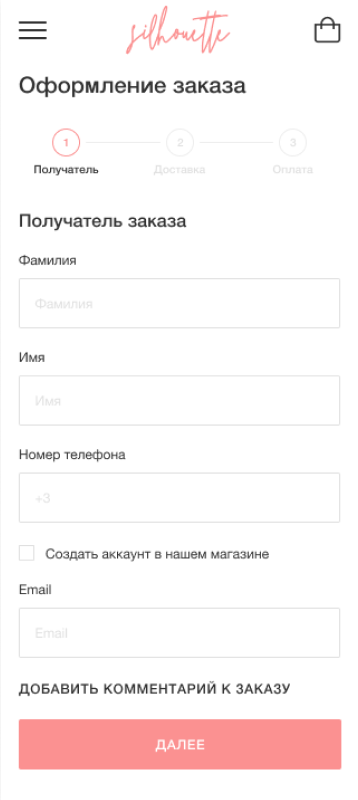 silhouette
Оформление заказа
1 2 3
Получатель Доставка Оплата
Получатель заказа
Фамилия
Фамилия
Имя
Имя
Номер телефона
+3
Создать аккаунт в нашем магазине
Email
Email
ДОБАВИТЬ КОММЕНТАРИЙ К ЗАКАЗУ
ДАЛЕЕ